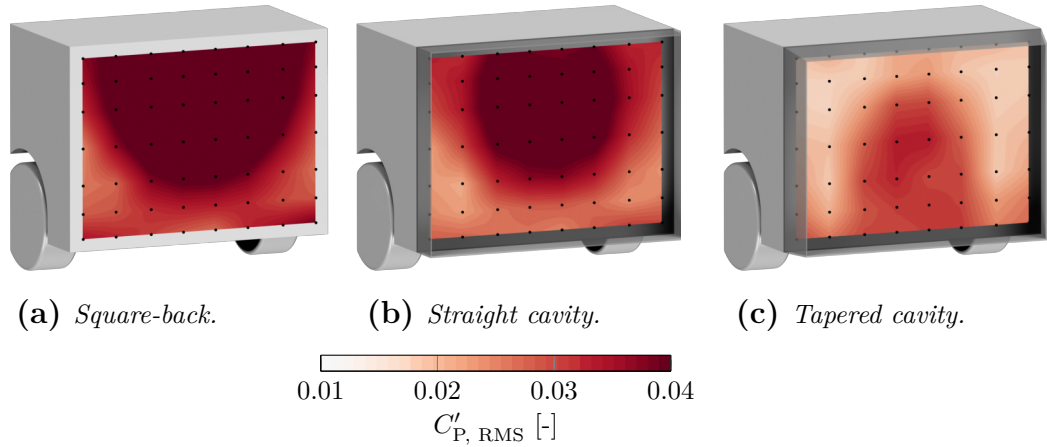 (a) Square-back.
(b) Straight cavity.
(c) Tapered cavity.
0.01 0.02 0.03 0.04
C′P, RMS [-]